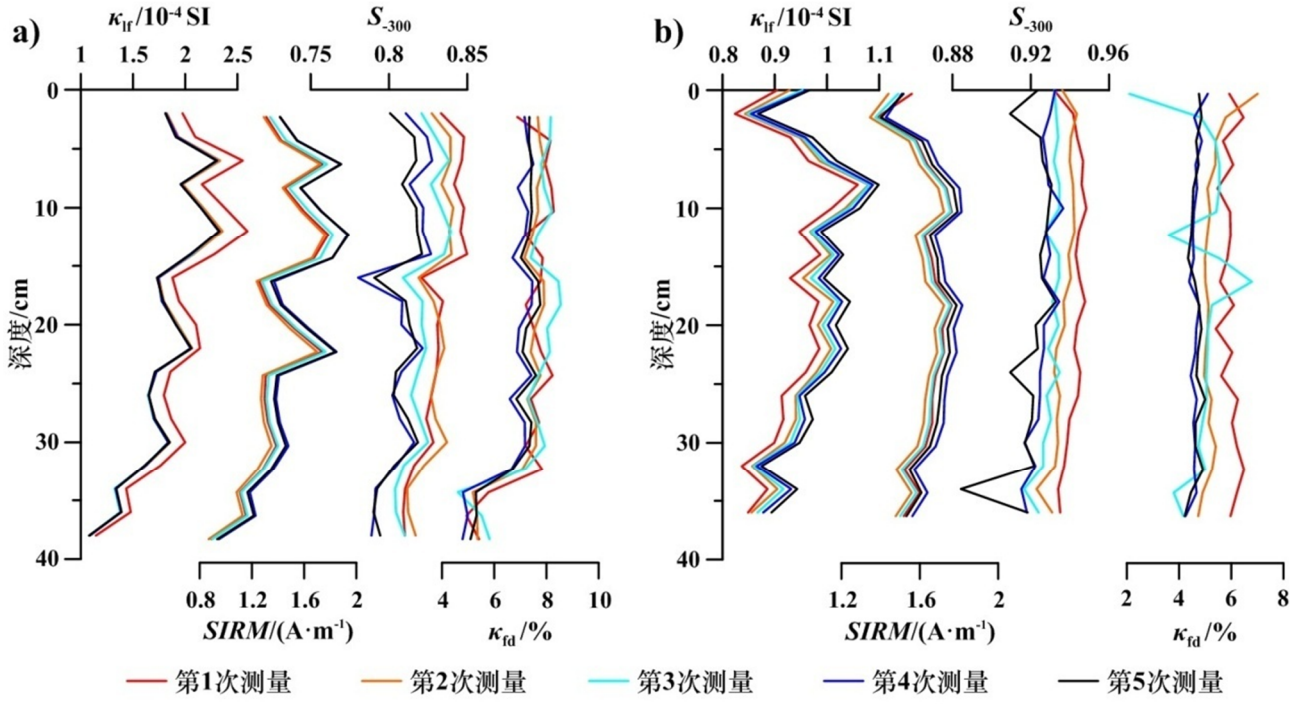 a)
κlf /10-4 SI
S-300
1 1.5 2 2.5
0.75 0.8 0.85
0
10
20
30
40
深度/cm
0.8 1.2 1.6 2
SIRM/(A·m-1)
4 6 8 10
κfd /%
b)
κlf /10-4 SI
S-300
0.8 0.9 1 1.1
0.88 0.92 0.96
0
10
20
30
40
深度/cm
1.2 1.6 2
SIRM/(A·m-1)
2 4 6 8
κfd /%
第1次测量 第2次测量 第3次测量 第4次测量 第5次测量